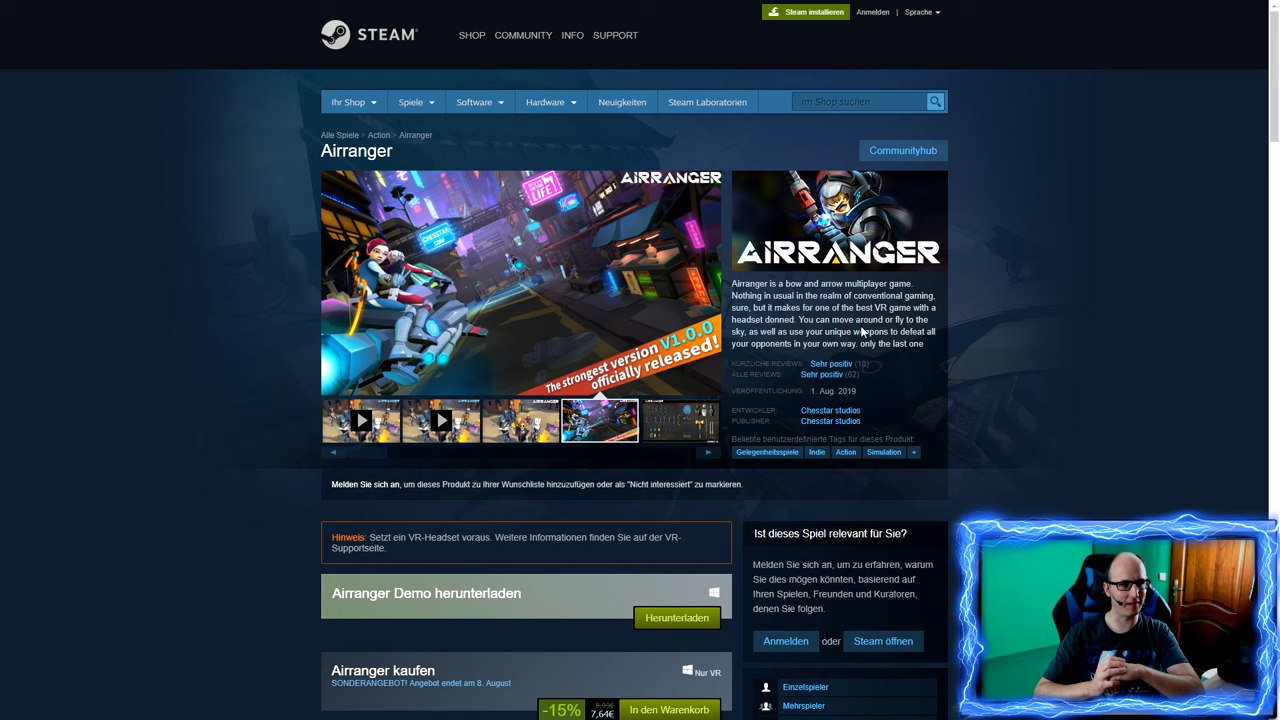 Steam installieren
Anmelden | Sprache
STEAM
SHOP COMMUNITY INFO SUPPORT
Ihr Shop Spiele Software Hardware Neuigkeiten Steam Laboratorien Im Shop suchen
Alle Spiele > Action > Airranger
Airranger
Communityhub
AIRRANGER
CHESSTAR CORP
LIFE
The strongest version V1.0.0
officially released!
AIRRANGER
Airranger is a bow and arrow multiplayer game.
Nothing in usual in the realm of conventional gaming,
sure, but it makes for one of the best VR game with a
headset donned. You can move around or fly to the
sky, as well as use your unique weapons to defeat all
your opponents in your own way. only the last one
KÜRZLICHE REVIEWS: Sehr positiv (18)
ALLE REVIEWS: Sehr positiv (62)
VERÖFFENTLICHUNG: 1. Aug. 2019
ENTWICKLER: Chesstar studios
PUBLISHER: Chesstar studios
Beliebte benutzerdefinierte Tags für dieses Produkt:
Gelegenheitsspiele Indie Action Simulation +
Melden Sie sich an, um dieses Produkt zu Ihrer Wunschliste hinzuzufügen oder als "Nicht interessiert" zu markieren.
Hinweis: Setzt ein VR-Headset voraus. Weitere Informationen finden Sie auf der VR-
Supportseite.
Airranger Demo herunterladen
Herunterladen
Airranger kaufen
SONDERANGEBOT! Angebot endet am 8. August
Nur VR
-15% 8,99€ 7,64€ In den Warenkorb
Ist dieses Spiel relevant für Sie?
Melden Sie sich an, um zu erfahren, warum
Sie dies mögen könnten, basierend auf
Ihren Spielen, Freunden und Kuratoren,
denen Sie folgen.
Anmelden oder Steam öffnen
Einzelspieler
Mehrspieler